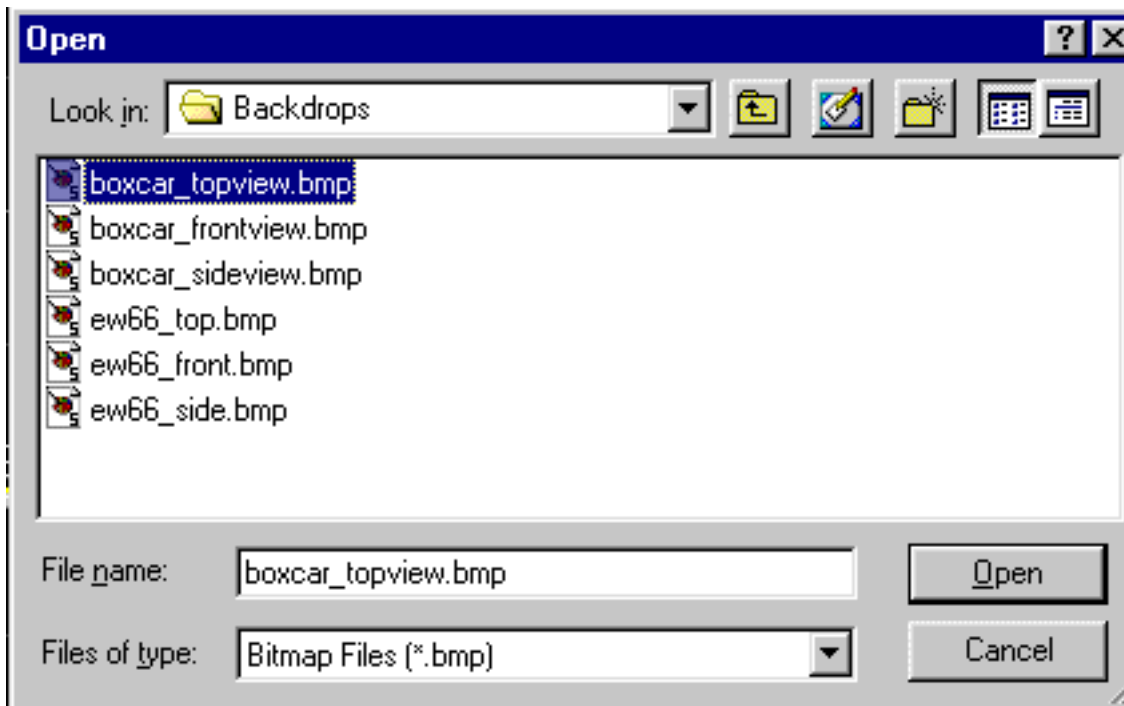 Open
Look in: Backdrops
boxcar_topview.bmp
boxcar_frontview.bmp
boxcar_sideview.bmp
ew66_top.bmp
ew66_front.bmp
ew66_side.bmp
File name: boxcar_topview.bmp Open
Files of type: Bitmap Files (*.bmp) Cancel